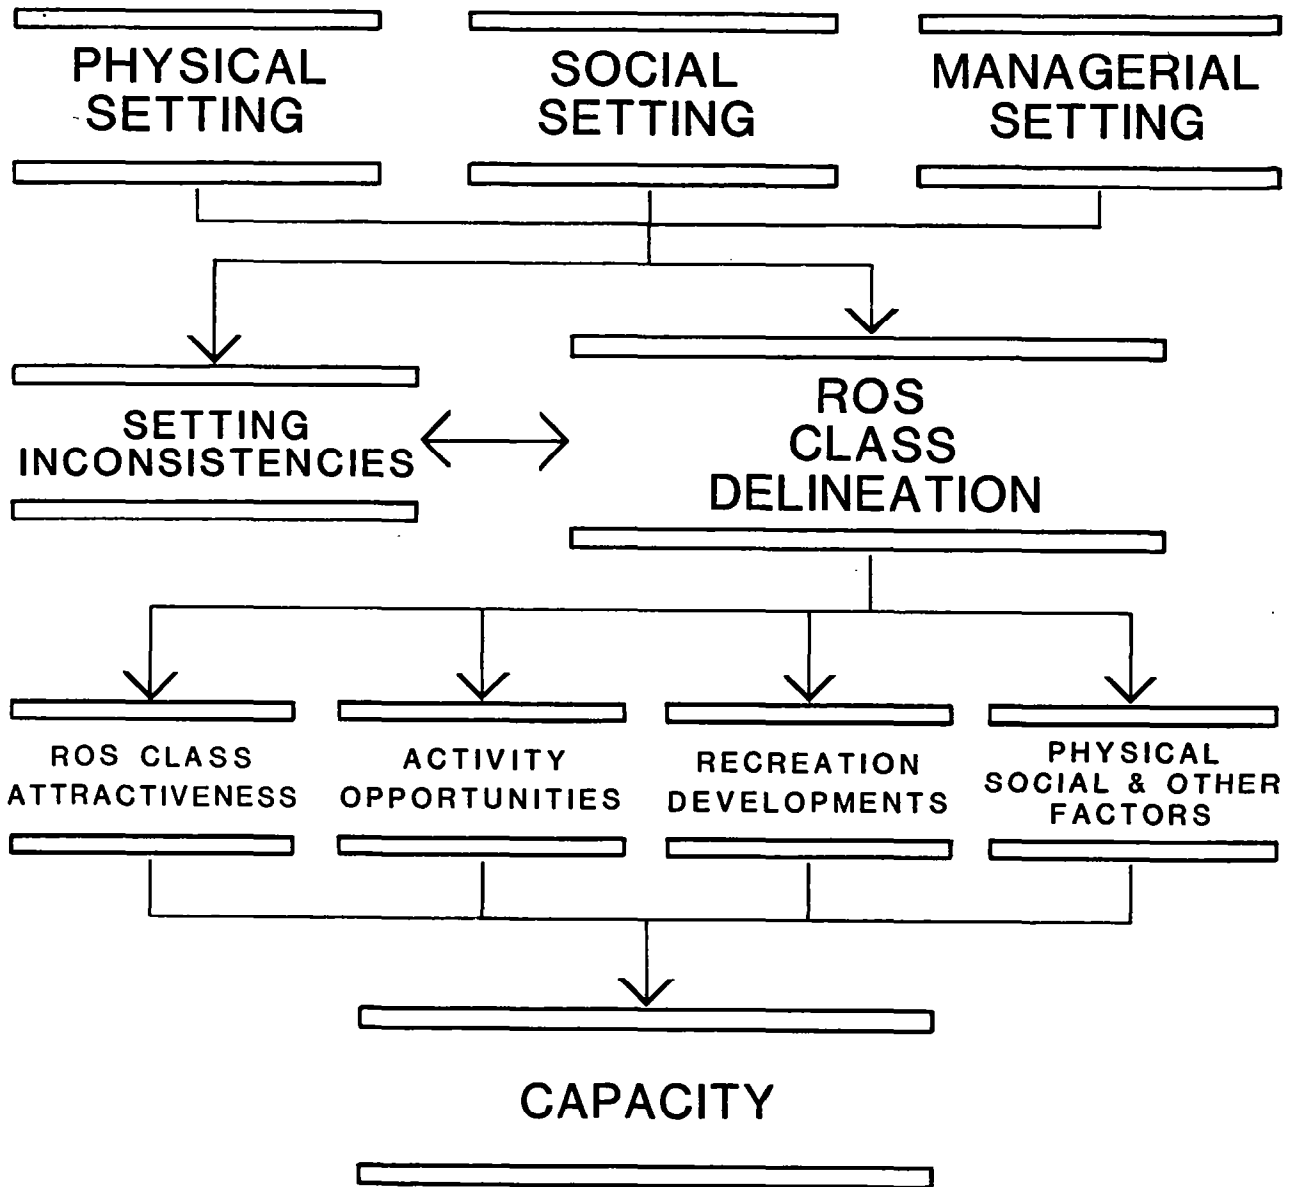 PHYSICAL
SETTING
SOCIAL
SETTING
MANAGERIAL
SETTING
SETTING
INCONSISTENCIES
ROS
CLASS
DELINEATION
ROS CLASS
ATTRACTIVENESS
ACTIVITY
OPPORTUNITIES
RECREATION
DEVELOPMENTS
PHYSICAL
SOCIAL & OTHER
FACTORS
CAPACITY